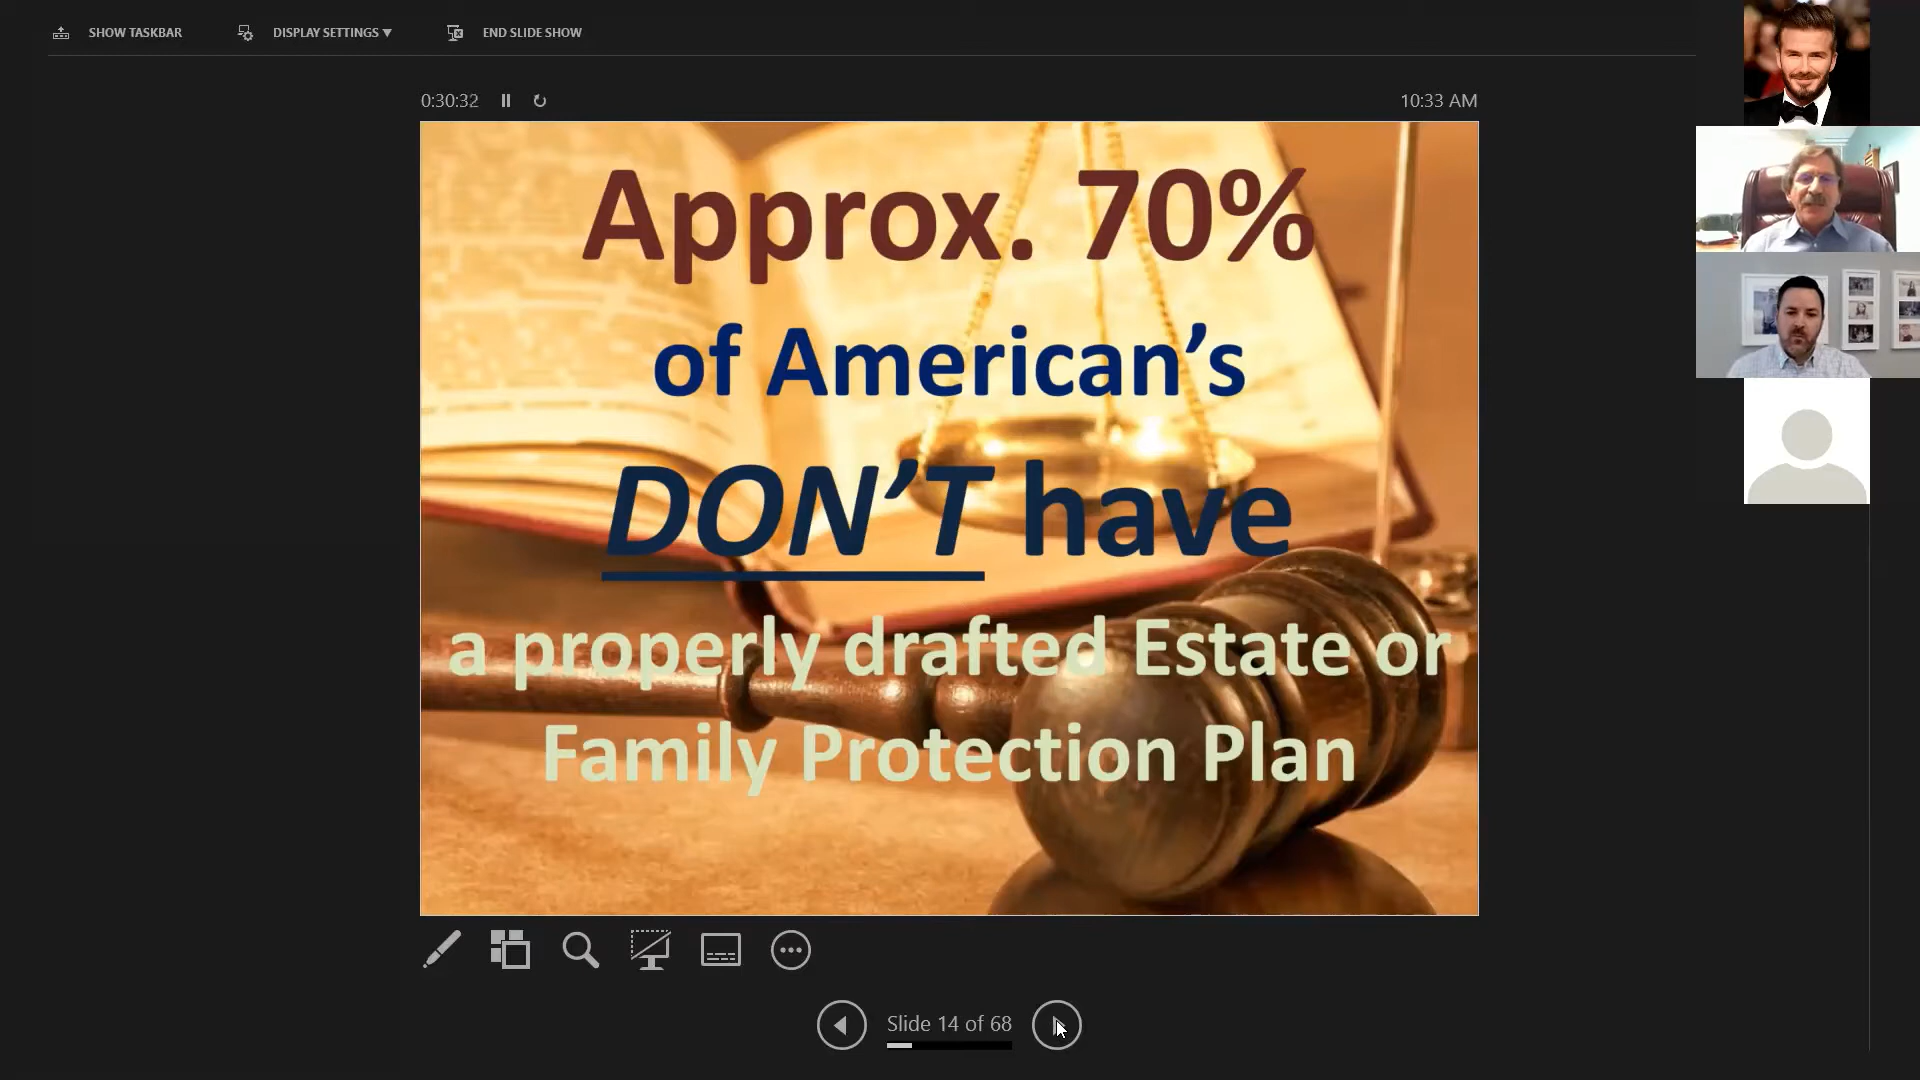 SHOW TASKBAR DISPLAY SETTINGS ▼ END SLIDE SHOW
0:30:32 10:33 AM
Approx. 70%
of American’s
DON’T have
a properly drafted Estate or
Family Protection Plan
Slide 14 of 68